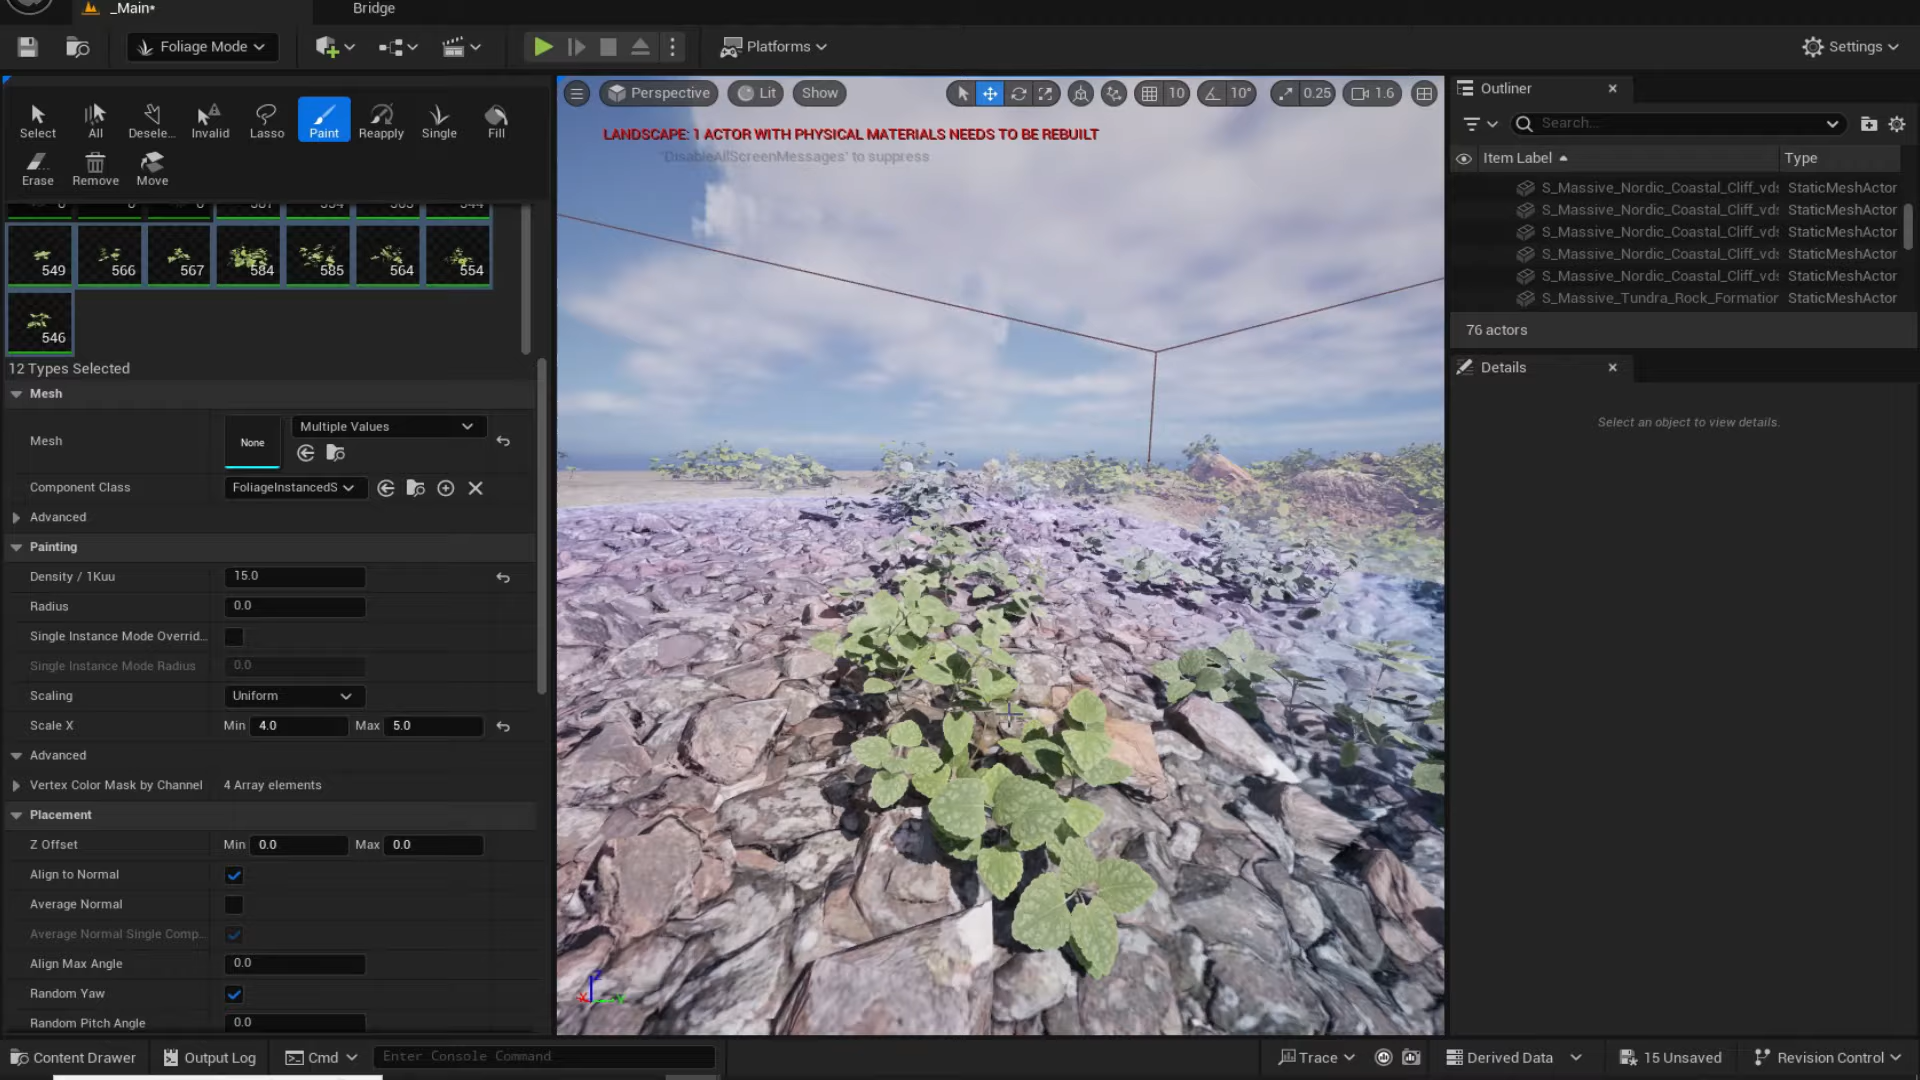 _Main*
Bridge
Foliage Mode
Platforms
Settings
Select
All
Desele...
Invalid
Lasso
Paint
Reapply
Single
Fill
Erase
Remove
Move
549
566
567
584
585
564
554
546
12 Types Selected
Mesh
Mesh
None
Multiple Values
Component Class
FoliageInstancedS
Advanced
Painting
Density / 1Kuu
15.0
Radius
0.0
Single Instance Mode Overrid...
Single Instance Mode Radius
0.0
Scaling
Uniform
Scale X
Min 4.0 Max 5.0
Advanced
Vertex Color Mask by Channel
4 Array elements
Placement
Z Offset
Min 0.0 Max 0.0
Align to Normal
Average Normal
Average Normal Single Comp...
Align Max Angle
0.0
Random Yaw
Random Pitch Angle
0.0
Perspective
Lit
Show
10
10°
0.25
1.6
LANDSCAPE: 1 ACTOR WITH PHYSICAL MATERIALS NEEDS TO BE REBUILT
'DisableAllScreenMessages' to suppress
Z
X
Y
Outliner
Search...
Item Label
Type
S_Massive_Nordic_Coastal_Cliff_vds StaticMeshActor
S_Massive_Nordic_Coastal_Cliff_vds StaticMeshActor
S_Massive_Nordic_Coastal_Cliff_vds StaticMeshActor
S_Massive_Nordic_Coastal_Cliff_vds StaticMeshActor
S_Massive_Nordic_Coastal_Cliff_vds StaticMeshActor
S_Massive_Tundra_Rock_Formation StaticMeshActor
76 actors
Details
Select an object to view details.
Content Drawer
Output Log
Cmd
Enter Console Command
Trace
Derived Data
15 Unsaved
Revision Control